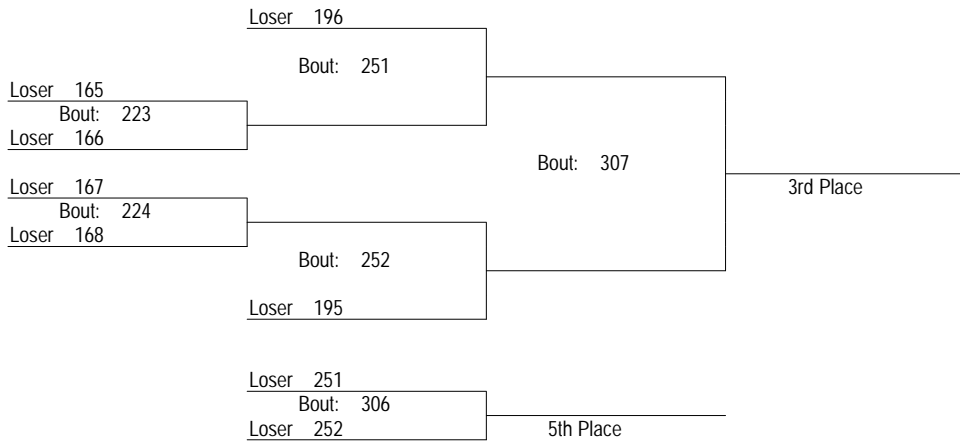 Loser 196
Bout: 251
Loser 165
Bout: 223
Loser 166
Bout: 307
Loser 167
3rd Place
Bout: 224
Loser 168
Bout: 252
Loser 195
Loser 251
Bout: 306
Loser 252
5th Place